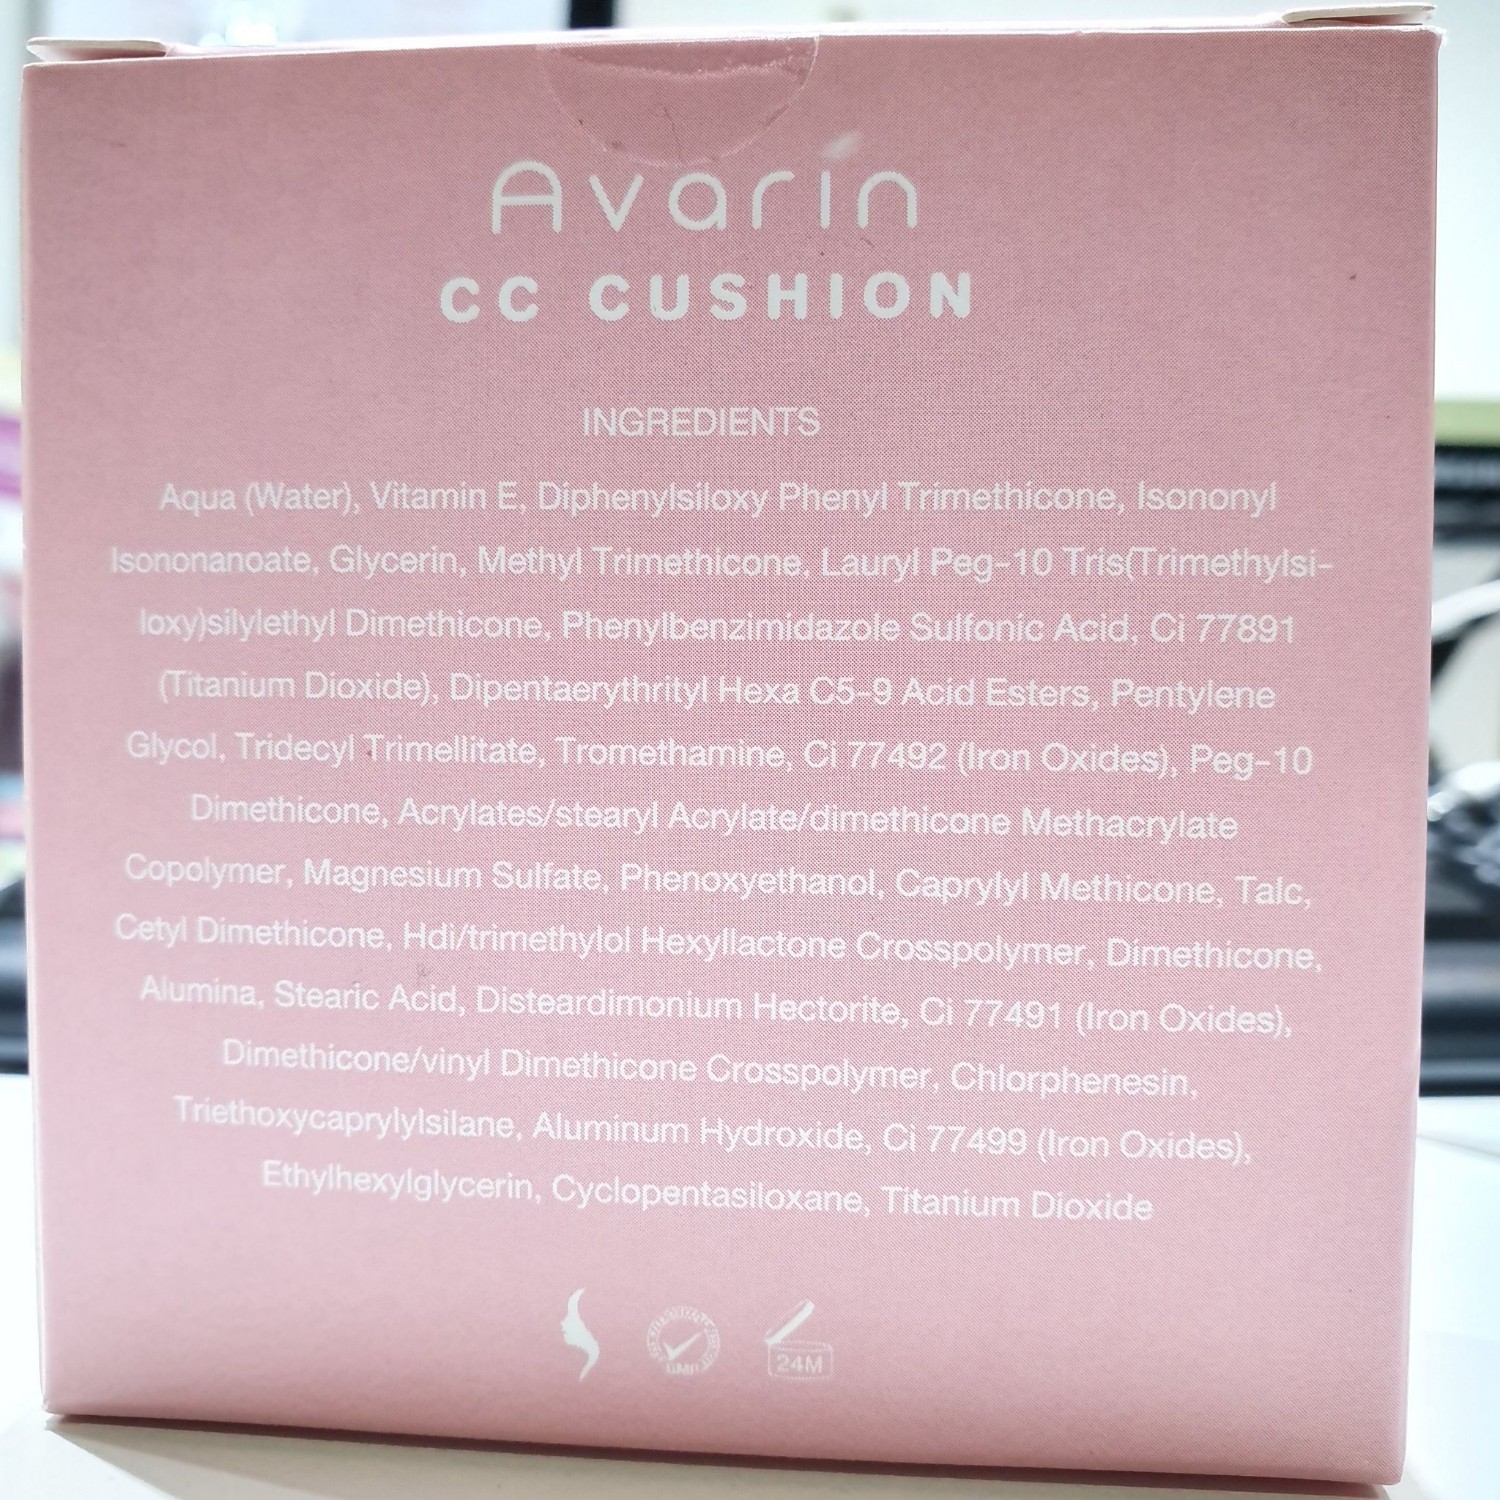 Avarin
CC CUSHION
INGREDIENTS
Aqua (Water), Vitamin E, Diphenylsiloxy Phenyl Trimethicone, Isononyl
Isononanoate, Glycerin, Methyl Trimethicone, Lauryl Peg-10 Tris(Trimethylsi-
loxy)silylethyl Dimethicone, Phenylbenzimidazole Sulfonic Acid, Ci 77891
(Titanium Dioxide), Dipentaerythrityl Hexa C5-9 Acid Esters, Pentylene
Glycol, Tridecyl Trimellitate, Tromethamine, Ci 77492 (Iron Oxides), Peg-10
Dimethicone, Acrylates/stearyl Acrylate/dimethicone Methacrylate
Copolymer, Magnesium Sulfate, Phenoxyethanol, Caprylyl Methicone, Talc,
Cetyl Dimethicone, Hdi/trimethylol Hexyllactone Crosspolymer, Dimethicone,
Alumina, Stearic Acid, Disteardimonium Hectorite, Ci 77491 (Iron Oxides),
Dimethicone/vinyl Dimethicone Crosspolymer, Chlorphenesin,
Triethoxycaprylylsilane, Aluminum Hydroxide, Ci 77499 (Iron Oxides),
Ethylhexylglycerin, Cyclopentasiloxane, Titanium Dioxide
24M